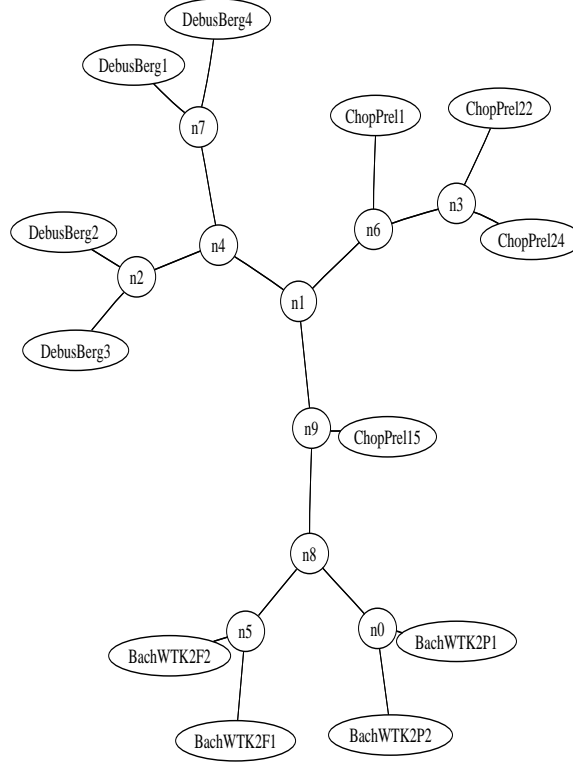 DebusBerg4
DebusBerg1
ChopPrel22
ChopPrel1
n7
n3
n6
DebusBerg2
ChopPrel24
n4
n2
n1
DebusBerg3
n9
ChopPrel15
n8
n5
n0
BachWTK2P1
BachWTK2F2
BachWTK2P2
BachWTK2F1